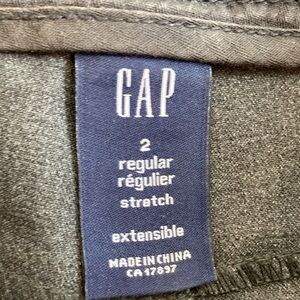 GAP
2
regular
régulier
stretch
extensible
MADE IN CHINA
CA 17897